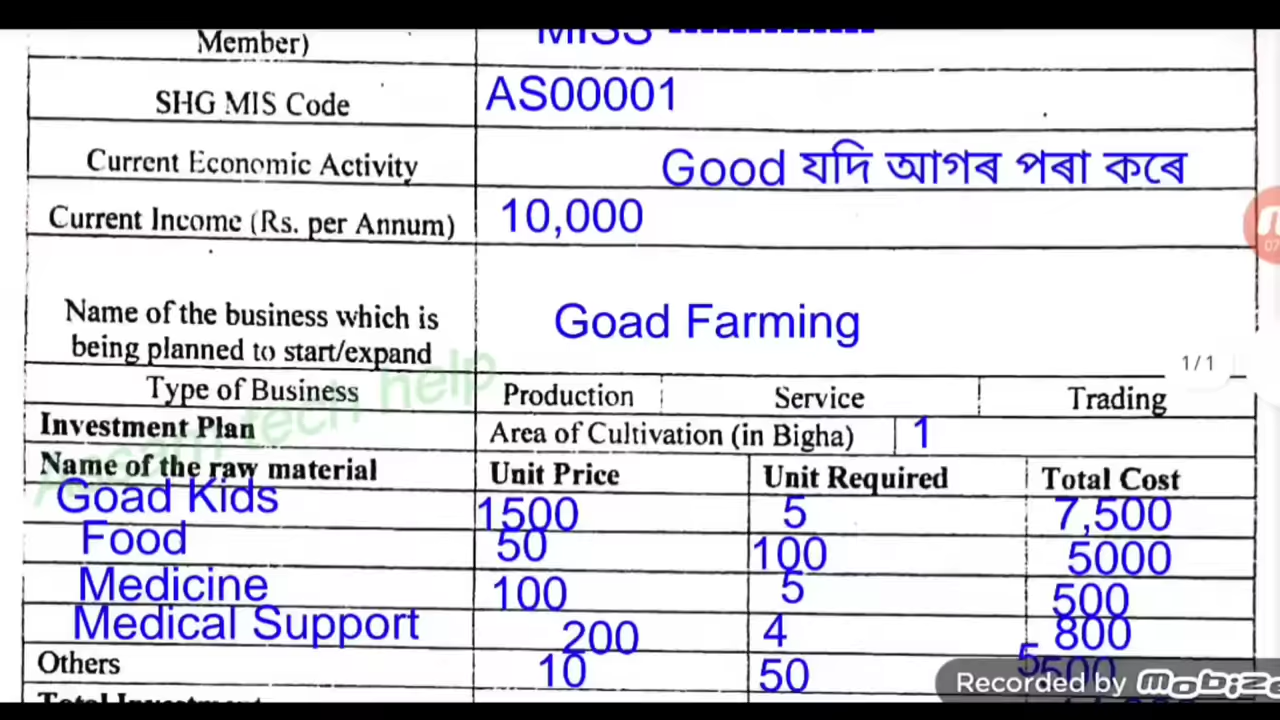 Member) MISS
SHG MIS Code AS00001
Current Economic Activity Good যদি আগৰ পৰা কৰে
Current Income (Rs. per Annum) 10,000
Name of the business which is
being planned to start/expand Goad Farming
1/1
Type of Business Production Service Trading
Investment Plan Area of Cultivation (in Bigha) 1
Name of the raw material Unit Price Unit Required Total Cost
Goad Kids 1500 5 7,500
Food 50 100 5000
Medicine 100 5 500
Medical Support 200 4 800
Others 10 50
Recorded by
tech help